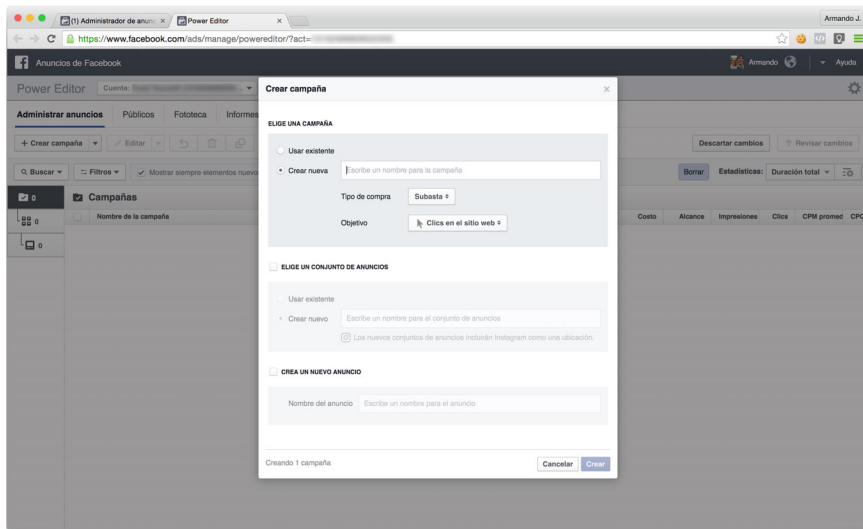 (1) Administrador de anunc
Power Editor
Armando J.
https://www.facebook.com/ads/manage/powereditor/?act=
Anuncios de Facebook
Armando
Ayuda
Power Editor
Cuenta:
Administrar anuncios
Públicos
Fototeca
Informes
+ Crear campaña
Editar
Descartar cambios
Revisar cambios
Buscar
Filtros
Mostrar siempre elementos nuevo
Borrar
Estadísticas:
Duración total
0
Campañas
0
Nombre de la campaña
Costo
Alcance
Impresiones
Clics
CPM promed
CPC
0
Crear campaña
ELIGE UNA CAMPAÑA
Usar existente
Crear nueva
Escribe un nombre para la campaña
Tipo de compra
Subasta
Objetivo
Clics en el sitio web
ELIGE UN CONJUNTO DE ANUNCIOS
Usar existente
Crear nuevo
Escribe un nombre para el conjunto de anuncios
Los nuevos conjuntos de anuncios incluirán Instagram como una ubicación.
CREA UN NUEVO ANUNCIO
Nombre del anuncio
Escribe un nombre para el anuncio
Creando 1 campaña
Cancelar
Crear